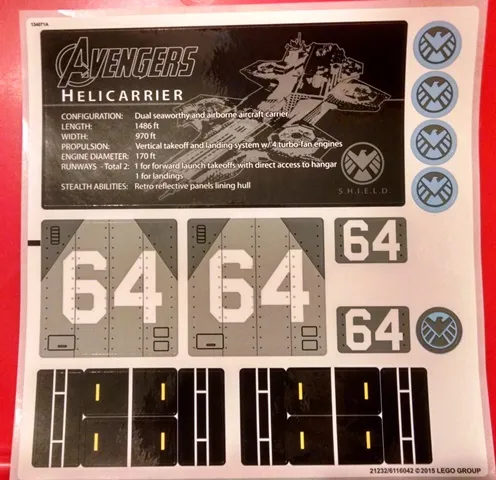 134071A
AVENGERS
HELICARRIER
CONFIGURATION: Dual seaworthy and airborne aircraft carrier
LENGTH: 1486 ft
WIDTH: 970 ft
PROPULSION: Vertical takeoff and landing system w/ 4 turbo-fan engines
ENGINE DIAMETER: 170 ft
RUNWAYS - Total 2: 1 for forward launch takeoffs with direct access to hangar
1 for landings
STEALTH ABILITIES: Retro reflective panels lining hull
S.H.I.E.L.D.
64 64 64
64
21232/6116042 ©2015 LEGO GROUP